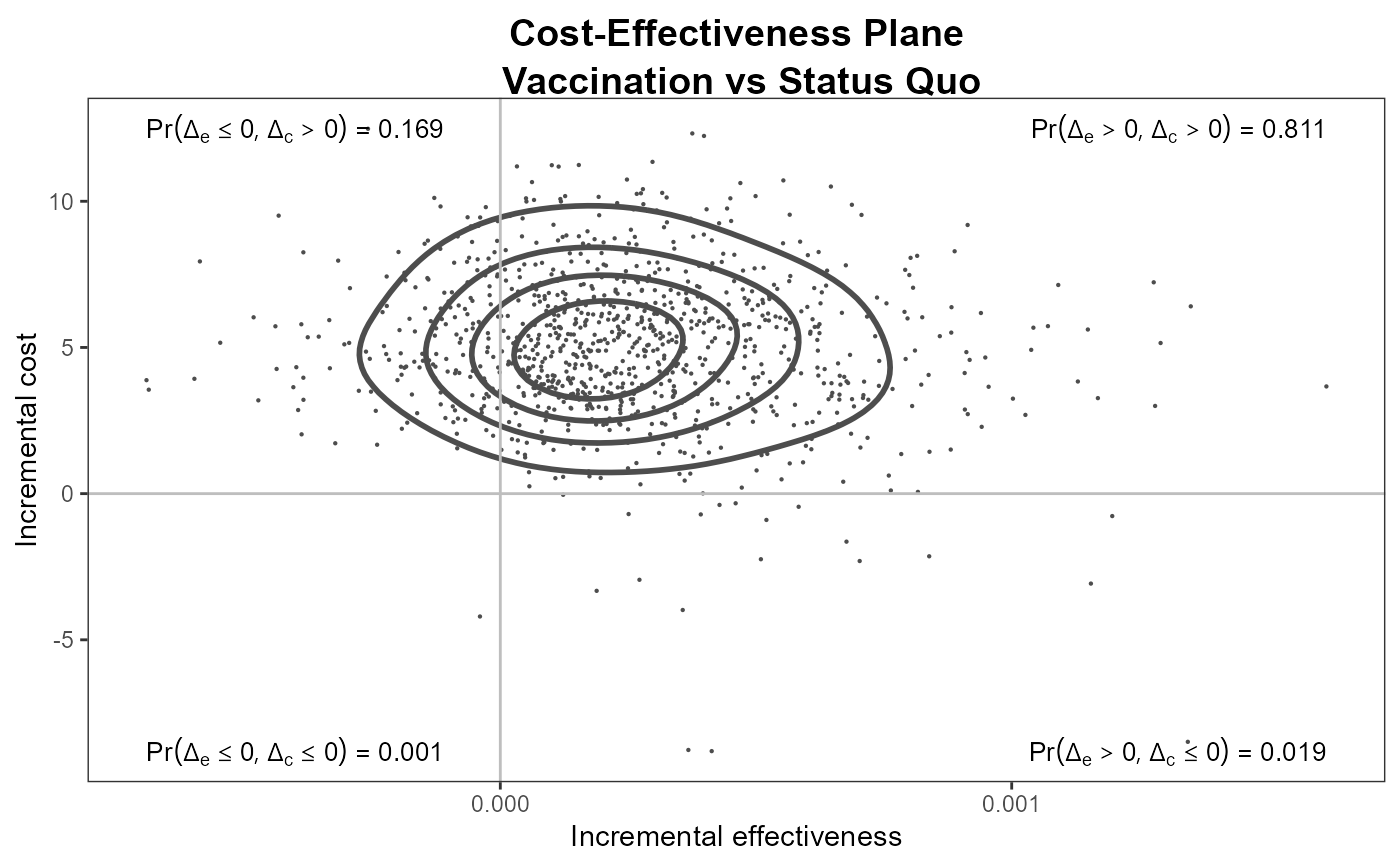 Cost-Effectiveness Plane
Vaccination vs Status Quo
Pr(Δe ≤ 0, Δc > 0) = 0.169
Pr(Δe > 0, Δc > 0) = 0.811
10
5
0
-5
Incremental cost
Pr(Δe ≤ 0, Δc ≤ 0) = 0.001
Pr(Δe > 0, Δc ≤ 0) = 0.019
0.000
0.001
Incremental effectiveness